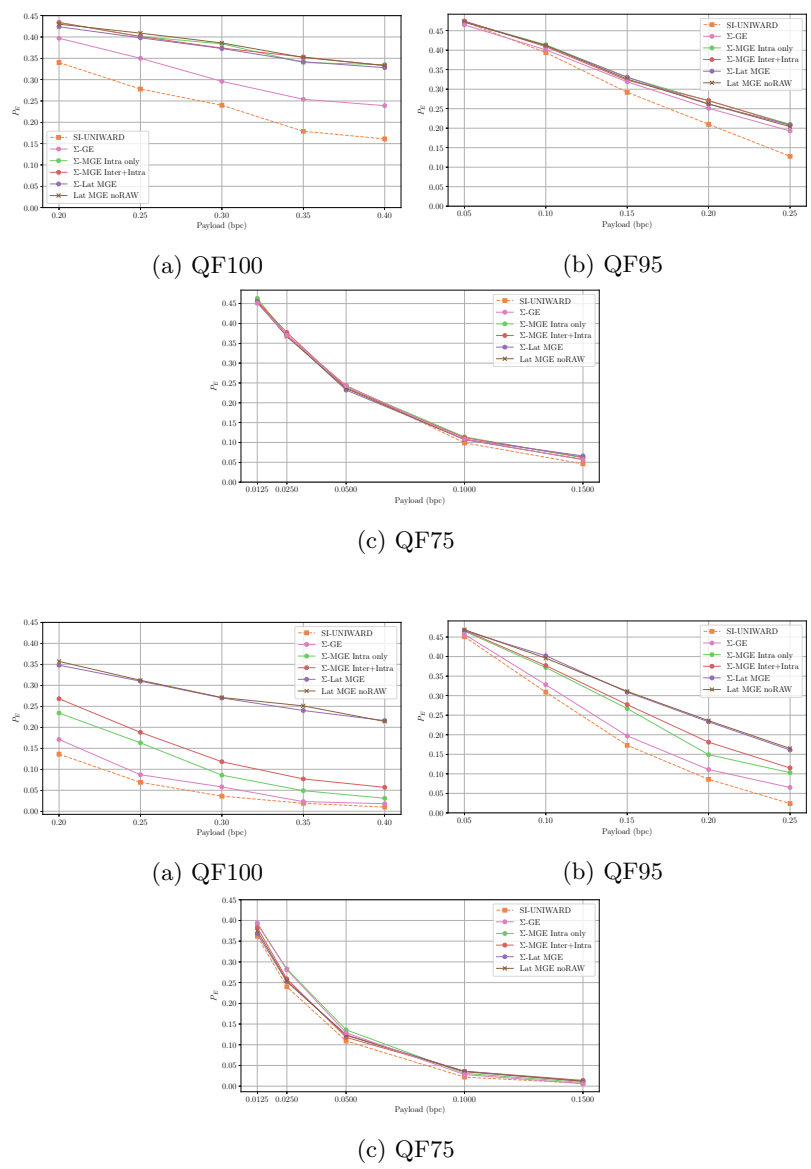 0.45
0.40
0.35
0.30
0.25
0.20
0.15
0.10
0.05
0.00
P_E
SI-UNIWARD
Σ-GE
Σ-MGE Intra only
Σ-MGE Inter+Intra
Σ-Lat MGE
Lat MGE noRAW
0.20 0.25 0.30 0.35 0.40
Payload (bpc)
(a) QF100
0.45
0.40
0.35
0.30
0.25
0.20
0.15
0.10
0.05
0.00
P_E
SI-UNIWARD
Σ-GE
Σ-MGE Intra only
Σ-MGE Inter+Intra
Σ-Lat MGE
Lat MGE noRAW
0.05 0.10 0.15 0.20 0.25
Payload (bpc)
(b) QF95
0.45
0.40
0.35
0.30
0.25
0.20
0.15
0.10
0.05
0.00
P_E
SI-UNIWARD
Σ-GE
Σ-MGE Intra only
Σ-MGE Inter+Intra
Σ-Lat MGE
Lat MGE noRAW
0.0125 0.0250 0.0500 0.1000 0.1500
Payload (bpc)
(c) QF75
0.45
0.40
0.35
0.30
0.25
0.20
0.15
0.10
0.05
0.00
P_E
SI-UNIWARD
Σ-GE
Σ-MGE Intra only
Σ-MGE Inter+Intra
Σ-Lat MGE
Lat MGE noRAW
0.20 0.25 0.30 0.35 0.40
Payload (bpc)
(a) QF100
0.45
0.40
0.35
0.30
0.25
0.20
0.15
0.10
0.05
0.00
P_E
SI-UNIWARD
Σ-GE
Σ-MGE Intra only
Σ-MGE Inter+Intra
Σ-Lat MGE
Lat MGE noRAW
0.05 0.10 0.15 0.20 0.25
Payload (bpc)
(b) QF95
0.45
0.40
0.35
0.30
0.25
0.20
0.15
0.10
0.05
0.00
P_E
SI-UNIWARD
Σ-GE
Σ-MGE Intra only
Σ-MGE Inter+Intra
Σ-Lat MGE
Lat MGE noRAW
0.0125 0.0250 0.0500 0.1000 0.1500
Payload (bpc)
(c) QF75